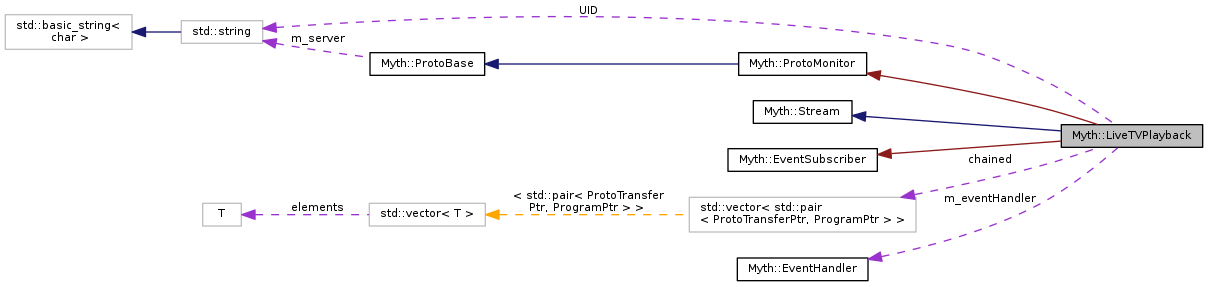 UID
std::basic_string<
char >
std::string
m_server
Myth::ProtoBase
Myth::ProtoMonitor
Myth::Stream
Myth::LiveTVPlayback
Myth::EventSubscriber
chained
< std::pair< ProtoTransfer
Ptr, ProgramPtr > >
m_eventHandler
T
elements
std::vector< T >
std::vector< std::pair
< ProtoTransferPtr, ProgramPtr > >
Myth::EventHandler